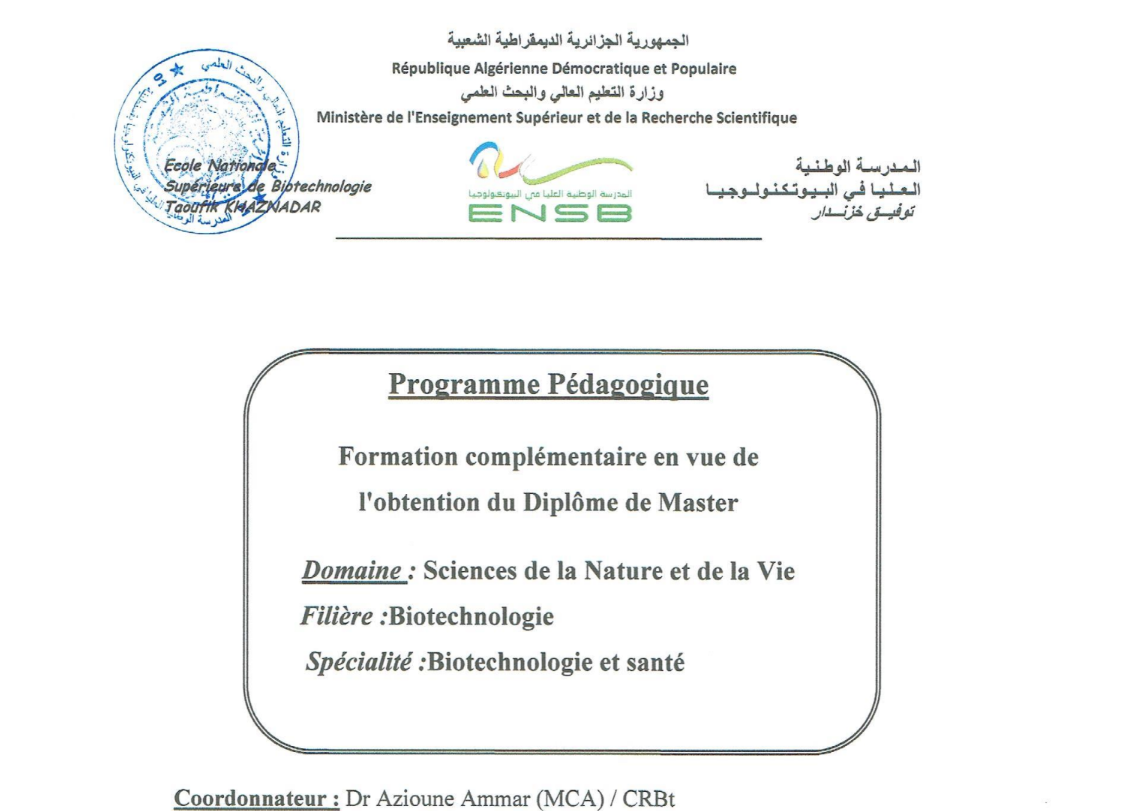 الجمهورية الجزائرية الديمقراطية الشعبية
République Algérienne Démocratique et Populaire
وزارة التعليم العالي والبحث العلمي
Ministère de l'Enseignement Supérieur et de la Recherche Scientifique
Ecole Nationale
Supérieure de Biotechnologie
Taoufik KHAZNADAR
المدرسة الوطنية العليا في البيوتكنولوجيا
ENSB
المدرسة الوطنية
العليا في البيوتكنولوجيا
توفيق خزندار
Programme Pédagogique
Formation complémentaire en vue de
l'obtention du Diplôme de Master
Domaine : Sciences de la Nature et de la Vie
Filière :Biotechnologie
Spécialité :Biotechnologie et santé
Coordonnateur : Dr Azioune Ammar (MCA) / CRBt